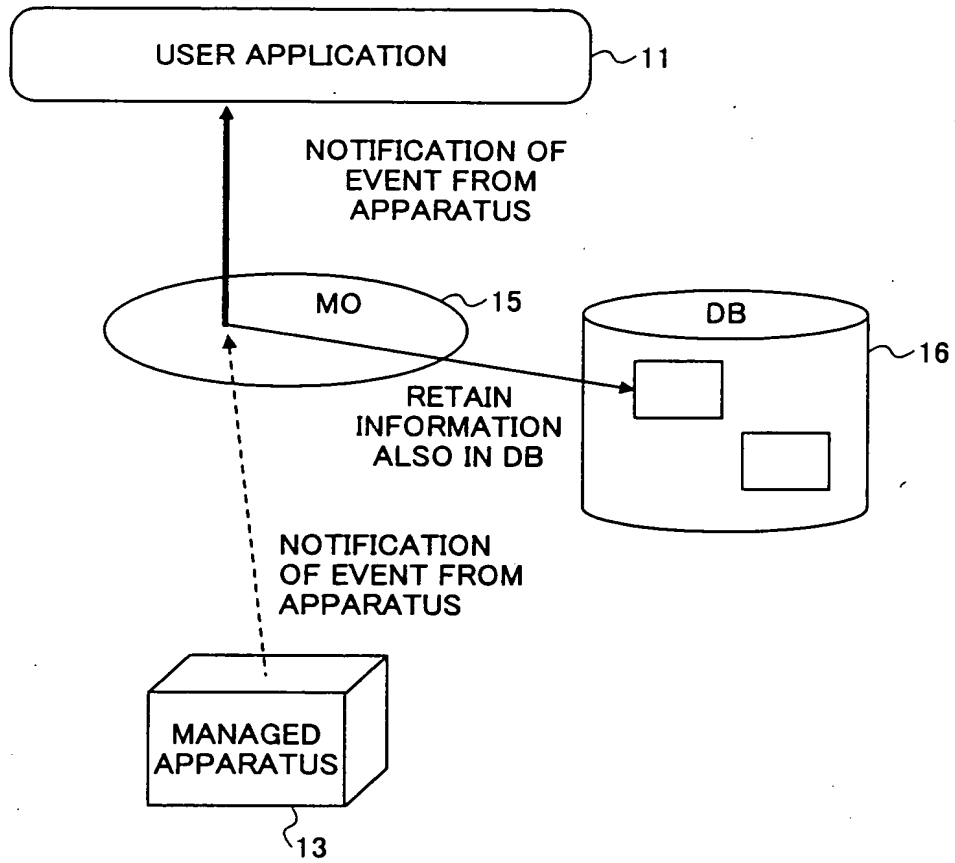 USER APPLICATION
11
NOTIFICATION OF
EVENT FROM
APPARATUS
MO
15
DB
16
RETAIN
INFORMATION
ALSO IN DB
NOTIFICATION
OF EVENT FROM
APPARATUS
MANAGED
APPARATUS
13